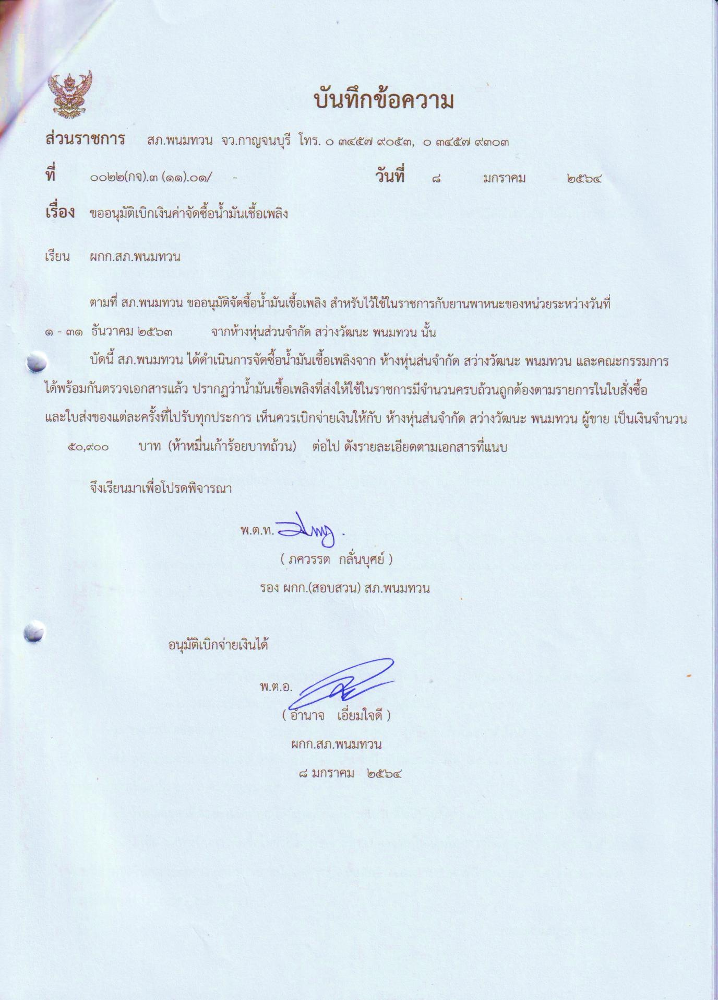 บันทึกข้อความ
ส่วนราชการ สภ.พนมทวน จว.กาญจนบุรี โทร. ๐ ๓๔๕๗ ๙๐๕๓, ๐ ๓๔๕๗ ๙๓๐๓
ที่ ๐๐๒๒(กจ).๓ (๑๑).๐๑/ - วันที่ ๘ มกราคม ๒๕๖๔
เรื่อง ขออนุมัติเบิกเงินค่าจัดซื้อน้ำมันเชื้อเพลิง
เรียน ผกก.สภ.พนมทวน
ตามที่ สภ.พนมทวน ขออนุมัติจัดซื้อน้ำมันเชื้อเพลิง สำหรับไว้ใช้ในราชการกับยานพาหนะของหน่วยระหว่างวันที่
๑ - ๓๑ ธันวาคม ๒๕๖๓ จากห้างหุ่นส่วนจำกัด สว่างวัฒนะ พนมทวน นั้น
บัดนี้ สภ.พนมทวน ได้ดำเนินการจัดซื้อน้ำมันเชื้อเพลิงจาก ห้างหุ่นส่นจำกัด สว่างวัฒนะ พนมทวน และคณะกรรมการ
ได้พร้อมกันตรวจเอกสารแล้ว ปรากฏว่าน้ำมันเชื้อเพลิงที่ส่งให้ใช้ในราชการมีจำนวนครบถ้วนถูกต้องตามรายการในใบสั่งซื้อ
และใบส่งของแต่ละครั้งที่ไปรับทุกประการ เห็นควรเบิกจ่ายเงินให้กับ ห้างหุ่นส่นจำกัด สว่างวัฒนะ พนมทวน ผู้ขาย เป็นเงินจำนวน
๕๐,๙๐๐ บาท (ห้าหมื่นเก้าร้อยบาทถ้วน) ต่อไป ดังรายละเอียดตามเอกสารที่แนบ
จึงเรียนมาเพื่อโปรดพิจารณา
พ.ต.ท.
( ภควรรต กลั่นบุศย์ )
รอง ผกก.(สอบสวน) สภ.พนมทวน
อนุมัติเบิกจ่ายเงินได้
พ.ต.อ.
( อำนาจ เอี่ยมใจดี )
ผกก.สภ.พนมทวน
๘ มกราคม ๒๕๖๔